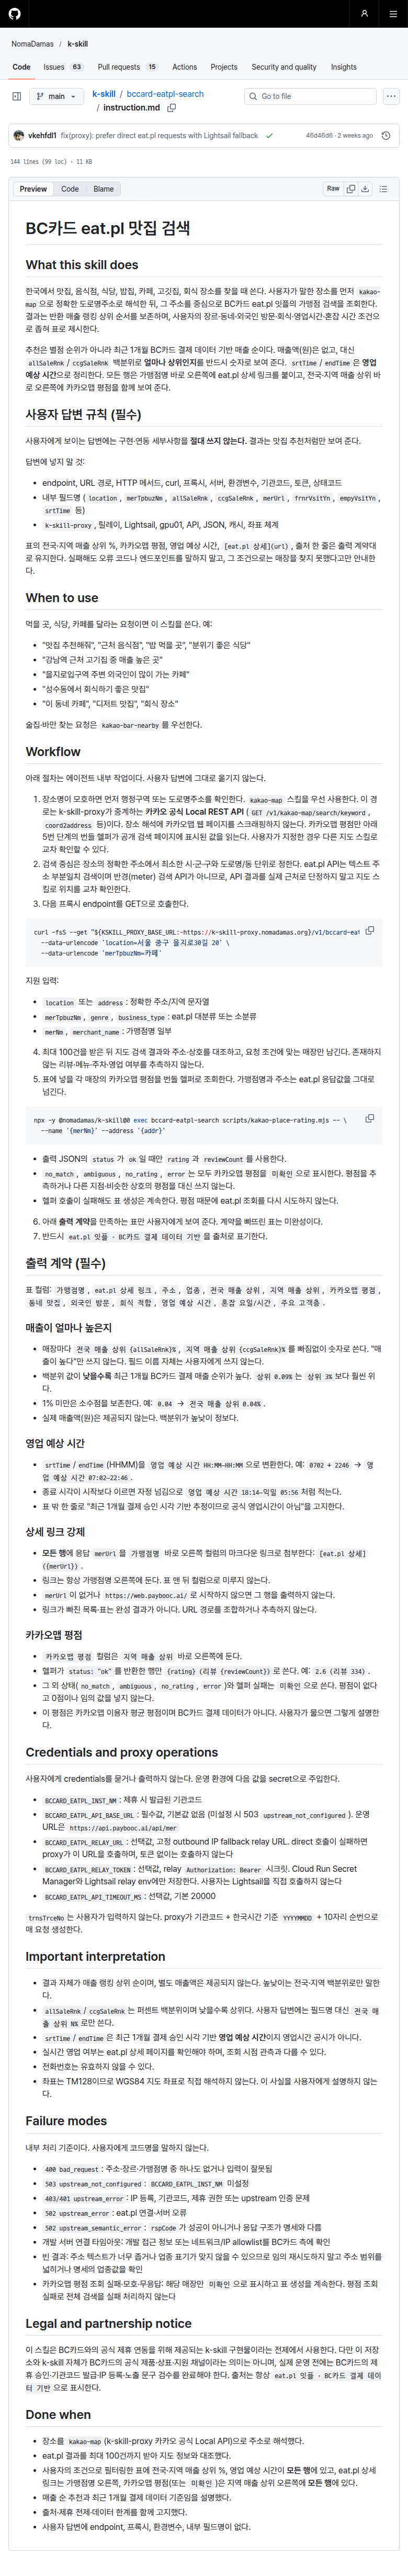 NomaDamas / k-skill
Code Issues 63 Pull requests 15 Actions Projects Security and quality Insights
main
k-skill / bccard-eatpl-search
/ instruction.md
Go to file
vkehfdl1 fix(proxy): prefer direct eat.pl requests with Lightsail fallback 46d46d6 · 2 weeks ago
144 lines (99 loc) · 11 KB
Preview Code Blame Raw
BC카드 eat.pl 맛집 검색
What this skill does
한국에서 맛집, 음식점, 식당, 밥집, 카페, 고깃집, 회식 장소를 찾을 때 쓴다. 사용자가 말한 장소를 먼저 kakao-
map 으로 정확한 도로명주소로 해석한 뒤, 그 주소를 중심으로 BC카드 eat.pl 잇플의 가맹점 검색을 조회한다.
결과는 반환 매출 랭킹 상위 순서를 보존하며, 사용자의 장르·동네·외국인 방문·회식·영업시간·혼잡 시간 조건으
로 좁혀 표로 제시한다.
추천은 별점 순위가 아니라 최근 1개월 BC카드 결제 데이터 기반 매출 순이다. 매출액(원)은 없고, 대신
allSaleRnk / ccgSaleRnk 백분위로 얼마나 상위인지를 반드시 숫자로 보여 준다. srtTime / endTime 은 영업
예상 시간으로 정리한다. 모든 행은 가맹점명 바로 오른쪽에 eat.pl 상세 링크를 붙이고, 전국·지역 매출 상위 바
로 오른쪽에 카카오맵 평점을 함께 보여 준다.
사용자 답변 규칙 (필수)
사용자에게 보이는 답변에는 구현·연동 세부사항을 절대 쓰지 않는다. 결과는 맛집 추천처럼만 보여 준다.
답변에 넣지 말 것:
• endpoint, URL 경로, HTTP 메서드, curl, 프록시, 서버, 환경변수, 기관코드, 토큰, 상태코드
• 내부 필드명 ( location , merTpbuzNm , allSaleRnk , ccgSaleRnk , merUrl , frnrVsitYn , empyVsitYn ,
srtTime 등)
• k-skill-proxy , 릴레이, Lightsail, gpu01, API, JSON, 캐시, 좌표 체계
표의 전국·지역 매출 상위 %, 카카오맵 평점, 영업 예상 시간, [eat.pl 상세](url) , 출처 한 줄은 출력 계약대
로 유지한다. 실패해도 오류 코드나 엔드포인트를 말하지 말고, 그 조건으로는 매장을 찾지 못했다고만 안내한
다.
When to use
먹을 곳, 식당, 카페를 달라는 요청이면 이 스킬을 쓴다. 예:
• "맛집 추천해줘", "근처 음식점", "밥 먹을 곳", "분위기 좋은 식당"
• "강남역 근처 고기집 중 매출 높은 곳"
• "을지로입구역 주변 외국인이 많이 가는 카페"
• "성수동에서 회식하기 좋은 맛집"
• "이 동네 카페", "디저트 맛집", "회식 장소"
술집·바만 찾는 요청은 kakao-bar-nearby 를 우선한다.
Workflow
아래 절차는 에이전트 내부 작업이다. 사용자 답변에 그대로 옮기지 않는다.
1. 장소명이 모호하면 먼저 행정구역 또는 도로명주소를 확인한다. kakao-map 스킬을 우선 사용한다. 이 경
로는 k-skill-proxy가 중계하는 카카오 공식 Local REST API ( GET /v1/kakao-map/search/keyword ,
coord2address 등)이다. 장소 해석에 카카오맵 웹 페이지를 스크래핑하지 않는다. 카카오맵 평점만 아래
5번 단계의 번들 헬퍼가 공개 검색 페이지에 표시된 값을 읽는다. 사용자가 지정한 경우 다른 지도 스킬로
교차 확인할 수 있다.
2. 검색 중심은 장소의 정확한 주소에서 최소한 시·군·구와 도로명/동 단위로 정한다. eat.pl API는 텍스트 주
소 부분일치 검색이며 반경(meter) 검색 API가 아니므로, API 결과를 실제 근처로 단정하지 말고 지도 스
킬로 위치를 교차 확인한다.
3. 다음 프록시 endpoint를 GET으로 호출한다.
curl -fsS --get "${KSKILL_PROXY_BASE_URL:-https://k-skill-proxy.nomadamas.org}/v1/bccard-eat
--data-urlencode 'location=서울 중구 을지로30길 20' \
--data-urlencode 'merTpbuzNm=카페'
지원 입력:
• location 또는 address : 정확한 주소/지역 문자열
• merTpbuzNm , genre , business_type : eat.pl 대분류 또는 소분류
• merNm , merchant_name : 가맹점명 일부
4. 최대 100건을 받은 뒤 지도 검색 결과와 주소·상호를 대조하고, 요청 조건에 맞는 매장만 남긴다. 존재하지
않는 리뷰·메뉴·주차·영업 여부를 추측하지 않는다.
5. 표에 넣을 각 매장의 카카오맵 평점을 번들 헬퍼로 조회한다. 가맹점명과 주소는 eat.pl 응답값을 그대로
넘긴다.
npx -y @nomadamas/k-skill@0 exec bccard-eatpl-search scripts/kakao-place-rating.mjs -- \
--name '{merNm}' --address '{addr}'
• 출력 JSON의 status 가 ok 일 때만 rating 과 reviewCount 를 사용한다.
• no_match , ambiguous , no_rating , error 는 모두 카카오맵 평점을 미확인 으로 표시한다. 평점을 추
측하거나 다른 지점·비슷한 상호의 평점을 대신 쓰지 않는다.
• 헬퍼 호출이 실패해도 표 생성은 계속한다. 평점 때문에 eat.pl 조회를 다시 시도하지 않는다.
6. 아래 출력 계약을 만족하는 표만 사용자에게 보여 준다. 계약을 빠뜨린 표는 미완성이다.
7. 반드시 eat.pl 잇플 · BC카드 결제 데이터 기반 을 출처로 표기한다.
출력 계약 (필수)
표 컬럼: 가맹점명 , eat.pl 상세 링크 , 주소 , 업종 , 전국 매출 상위 , 지역 매출 상위 , 카카오맵 평점 ,
동네 맛집 , 외국인 방문 , 회식 적합 , 영업 예상 시간 , 혼잡 요일/시간 , 주요 고객층 .
매출이 얼마나 높은지
• 매장마다 전국 매출 상위 {allSaleRnk}% , 지역 매출 상위 {ccgSaleRnk}% 를 빠짐없이 숫자로 쓴다. "매
출이 높다"만 쓰지 않는다. 필드 이름 자체는 사용자에게 쓰지 않는다.
• 백분위 값이 낮을수록 최근 1개월 BC카드 결제 매출 순위가 높다. 상위 0.09% 는 상위 3% 보다 훨씬 위
다.
• 1% 미만은 소수점을 보존한다. 예: 0.04 → 전국 매출 상위 0.04% .
• 실제 매출액(원)은 제공되지 않는다. 백분위가 높낮이 정보다.
영업 예상 시간
• srtTime / endTime (HHMM)을 영업 예상 시간 HH:MM–HH:MM 으로 변환한다. 예: 0702 + 2246 → 영
업 예상 시간 07:02–22:46 .
• 종료 시각이 시작보다 이르면 자정 넘김으로 영업 예상 시간 18:14–익일 05:56 처럼 적는다.
• 표 밖 한 줄로 "최근 1개월 결제 승인 시각 기반 추정이므로 공식 영업시간이 아님"을 고지한다.
상세 링크 강제
• 모든 행에 응답 merUrl 을 가맹점명 바로 오른쪽 컬럼의 마크다운 링크로 첨부한다: [eat.pl 상세]
({merUrl}) .
• 링크는 항상 가맹점명 오른쪽에 둔다. 표 맨 뒤 컬럼으로 미루지 않는다.
• merUrl 이 없거나 https://web.paybooc.ai/ 로 시작하지 않으면 그 행을 출력하지 않는다.
• 링크가 빠진 목록·표는 완성 결과가 아니다. URL 경로를 조합하거나 추측하지 않는다.
카카오맵 평점
• 카카오맵 평점 컬럼은 지역 매출 상위 바로 오른쪽에 둔다.
• 헬퍼가 status: "ok" 를 반환한 행만 {rating} (리뷰 {reviewCount}) 로 쓴다. 예: 2.6 (리뷰 334) .
• 그 외 상태( no_match , ambiguous , no_rating , error )와 헬퍼 실패는 미확인 으로 쓴다. 평점이 없다
고 0점이나 임의 값을 넣지 않는다.
• 이 평점은 카카오맵 이용자 평균 평점이며 BC카드 결제 데이터가 아니다. 사용자가 물으면 그렇게 설명한
다.
Credentials and proxy operations
사용자에게 credentials를 묻거나 출력하지 않는다. 운영 환경에 다음 값을 secret으로 주입한다.
• BCCARD_EATPL_INST_NM : 제휴 시 발급된 기관코드
• BCCARD_EATPL_API_BASE_URL : 필수값, 기본값 없음 (미설정 시 503 upstream_not_configured ). 운영
URL은 https://api.paybooc.ai/api/mer
• BCCARD_EATPL_RELAY_URL : 선택값, 고정 outbound IP fallback relay URL. direct 호출이 실패하면
proxy가 이 URL을 호출하며, 토큰 없이는 호출하지 않는다
• BCCARD_EATPL_RELAY_TOKEN : 선택값, relay Authorization: Bearer 시크릿. Cloud Run Secret
Manager와 Lightsail relay env에만 저장한다. 사용자는 Lightsail을 직접 호출하지 않는다
• BCCARD_EATPL_API_TIMEOUT_MS : 선택값, 기본 20000
trnsTrceNo 는 사용자가 입력하지 않는다. proxy가 기관코드 + 한국시간 기준 YYYYMMDD + 10자리 순번으로
매 요청 생성한다.
Important interpretation
• 결과 자체가 매출 랭킹 상위 순이며, 별도 매출액은 제공되지 않는다. 높낮이는 전국·지역 백분위로만 말한
다.
• allSaleRnk / ccgSaleRnk 는 퍼센트 백분위이며 낮을수록 상위다. 사용자 답변에는 필드명 대신 전국 매
출 상위 N% 로만 쓴다.
• srtTime / endTime 은 최근 1개월 결제 승인 시각 기반 영업 예상 시간이지 영업시간 공시가 아니다.
• 실시간 영업 여부는 eat.pl 상세 페이지를 확인해야 하며, 조회 시점 관측과 다를 수 있다.
• 전화번호는 유효하지 않을 수 있다.
• 좌표는 TM128이므로 WGS84 지도 좌표로 직접 해석하지 않는다. 이 사실을 사용자에게 설명하지 않는
다.
Failure modes
내부 처리 기준이다. 사용자에게 코드명을 말하지 않는다.
• 400 bad_request : 주소·장르·가맹점명 중 하나도 없거나 입력이 잘못됨
• 503 upstream_not_configured : BCCARD_EATPL_INST_NM 미설정
• 403/401 upstream_error : IP 등록, 기관코드, 제휴 권한 또는 upstream 인증 문제
• 502 upstream_error : eat.pl 연결·서버 오류
• 502 upstream_semantic_error : rspCode 가 성공이 아니거나 응답 구조가 명세와 다름
• 개발 서버 연결 타임아웃: 개발 접근 정보 또는 네트워크/IP allowlist를 BC카드 측에 확인
• 빈 결과: 주소 텍스트가 너무 좁거나 업종 표기가 맞지 않을 수 있으므로 임의 재시도하지 말고 주소 범위를
넓히거나 명세의 업종값을 확인
• 카카오맵 평점 조회 실패·모호·무응답: 해당 매장만 미확인 으로 표시하고 표 생성을 계속한다. 평점 조회
실패로 전체 검색을 실패 처리하지 않는다
Legal and partnership notice
이 스킬은 BC카드와의 공식 제휴 연동을 위해 제공되는 k-skill 구현물이라는 전제에서 사용한다. 다만 이 저장
소와 k-skill 자체가 BC카드의 공식 제품·상표·지원 채널이라는 의미는 아니며, 실제 운영 전에는 BC카드의 제
휴 승인·기관코드 발급·IP 등록·노출 문구 검수를 완료해야 한다. 출처는 항상 eat.pl 잇플 · BC카드 결제 데이
터 기반 으로 표시한다.
Done when
• 장소를 kakao-map (k-skill-proxy 카카오 공식 Local API)으로 주소로 해석했다.
• eat.pl 결과를 최대 100건까지 받아 지도 정보와 대조했다.
• 사용자의 조건으로 필터링한 표에 전국·지역 매출 상위 %, 영업 예상 시간이 모든 행에 있고, eat.pl 상세
링크는 가맹점명 오른쪽, 카카오맵 평점(또는 미확인 )은 지역 매출 상위 오른쪽에 모든 행에 있다.
• 매출 순 추천과 최근 1개월 결제 데이터 기준임을 설명했다.
• 출처·제휴 전제·데이터 한계를 함께 고지했다.
• 사용자 답변에 endpoint, 프록시, 환경변수, 내부 필드명이 없다.